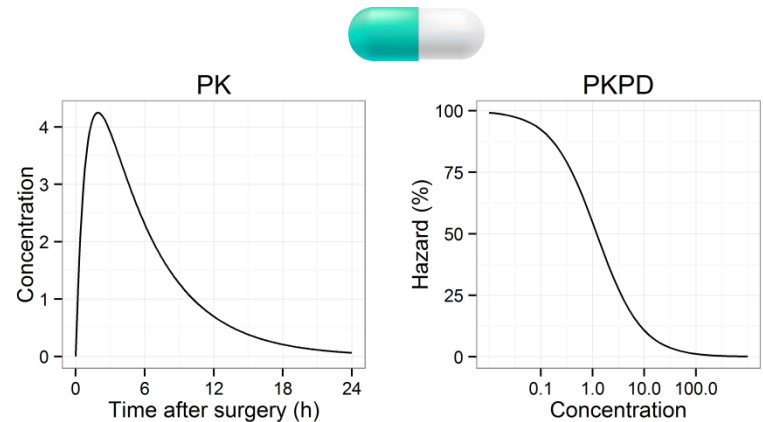 PK
Concentration
4
3
2
1
0
0 6 12 18 24
Time after surgery (h)
PKPD
Hazard (%)
100
75
50
25
0
0.1 1.0 10.0 100.0
Concentration